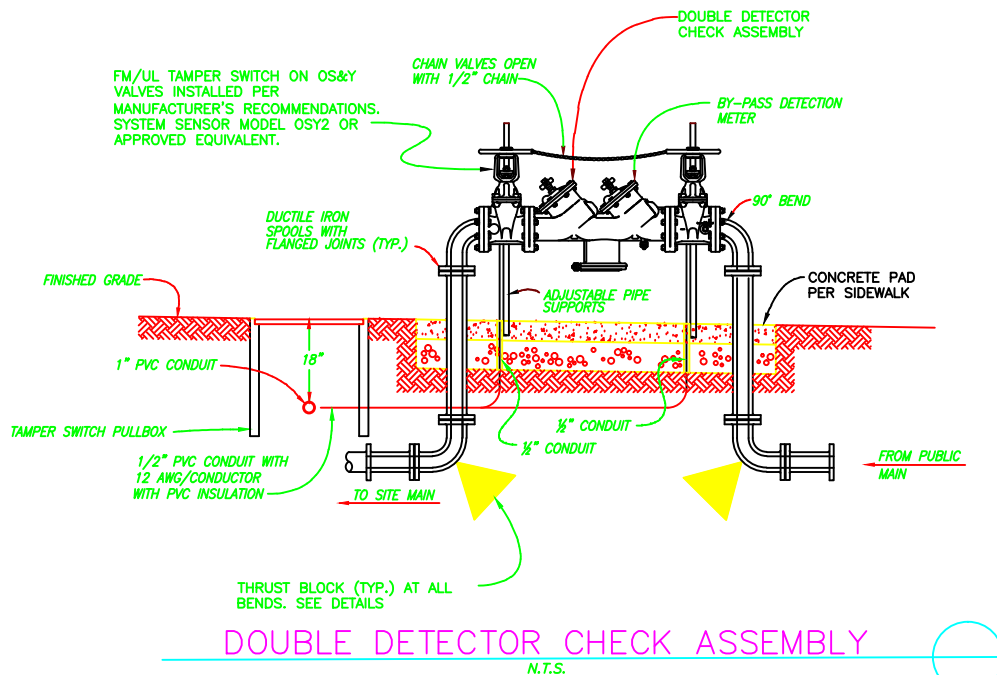 DOUBLE DETECTOR
CHECK ASSEMBLY
CHAIN VALVES OPEN
WITH 1/2" CHAIN
FM/UL TAMPER SWITCH ON OS&Y
VALVES INSTALLED PER
MANUFACTURER'S RECOMMENDATIONS.
SYSTEM SENSOR MODEL OSY2 OR
APPROVED EQUIVALENT.
BY-PASS DETECTION
METER
90° BEND
DUCTILE IRON
SPOOLS WITH
FLANGED JOINTS (TYP.)
FINISHED GRADE
ADJUSTABLE PIPE
SUPPORTS
CONCRETE PAD
PER SIDEWALK
18"
1" PVC CONDUIT
TAMPER SWITCH PULLBOX
½" CONDUIT
½" CONDUIT
1/2" PVC CONDUIT WITH
12 AWG/CONDUCTOR
WITH PVC INSULATION
TO SITE MAIN
FROM PUBLIC
MAIN
THRUST BLOCK (TYP.) AT ALL
BENDS. SEE DETAILS
DOUBLE DETECTOR CHECK ASSEMBLY
N.T.S.